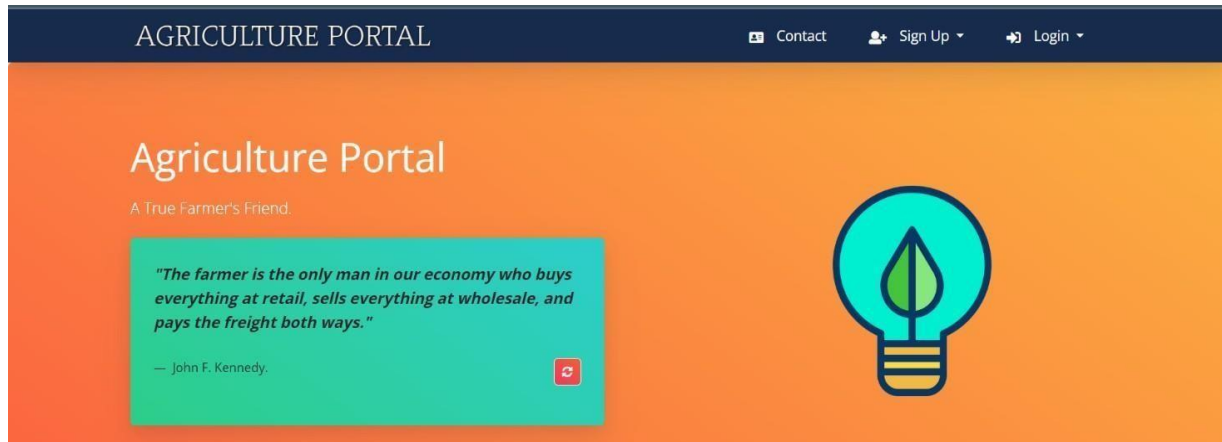 AGRICULTURE PORTAL
Contact
Sign Up
Login
Agriculture Portal
A True Farmer's Friend.
"The farmer is the only man in our economy who buys
everything at retail, sells everything at wholesale, and
pays the freight both ways."
— John F. Kennedy.